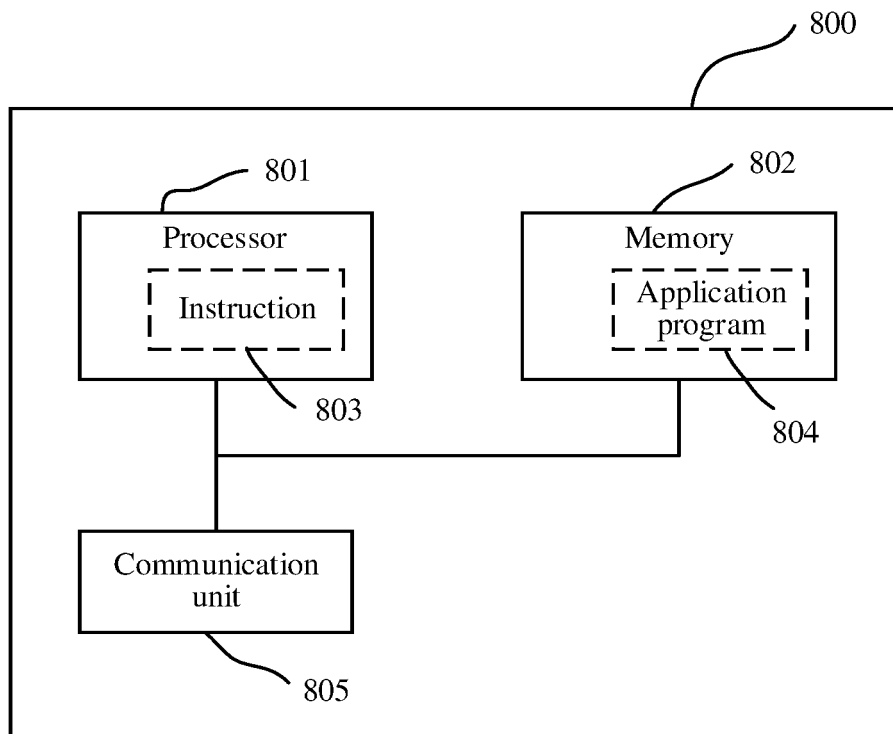 800
801
802
Processor
Memory
Instruction
Application
program
803
804
Communication
unit
805